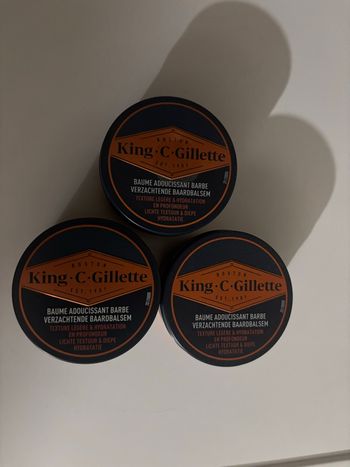 BOSTON
King·C·Gillette
EST. 1901
BAUME ADOUCISSANT BARBE
VERZACHTENDE BAARDBALSEM
TEXTURE LÉGÈRE & HYDRATATION
EN PROFONDEUR
LICHTE TEXTUUR & DIEPE
HYDRATATIE
BOSTON
King·C·Gillette
EST. 1901
BAUME ADOUCISSANT BARBE
VERZACHTENDE BAARDBALSEM
TEXTURE LÉGÈRE & HYDRATATION
EN PROFONDEUR
LICHTE TEXTUUR & DIEPE
HYDRATATIE
BOSTON
King·C·Gillette
EST. 1901
BAUME ADOUCISSANT BARBE
VERZACHTENDE BAARDBALSEM
TEXTURE LÉGÈRE & HYDRATATION
EN PROFONDEUR
LICHTE TEXTUUR & DIEPE
HYDRATATIE